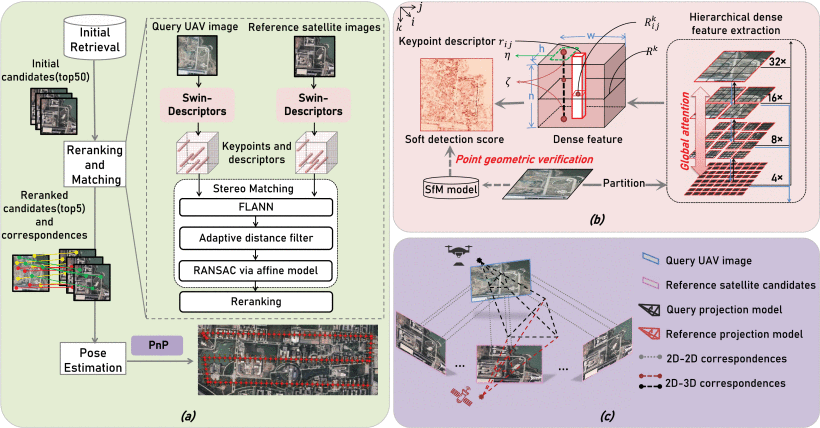 Initial
Retrieval
Initial
candidates(top50)
Reranking
and
Matching
Reranked
candidates(top5)
and
correspondences
Pose
Estimation
PnP
Query UAV image
Reference satellite images
Swin-
Descriptors
Swin-
Descriptors
Keypoints and
descriptors
Stereo Matching
FLANN
Adaptive distance filter
RANSAC via affine model
Reranking
(a)
j
i
k
Keypoint descriptor r_{ij}
h
w
η
ζ
n
R_{ij}^k
R^k
Soft detection score
Dense feature
Point geometric verification
SfM model
Partition
Hierarchical dense
feature extraction
32×
16×
8×
4×
Global attention
(b)
Query UAV image
Reference satellite candidates
Query projection model
Reference projection model
2D-2D correspondences
2D-3D correspondences
...
...
(c)